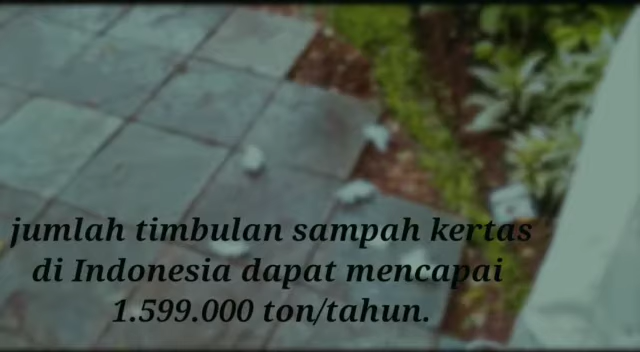 jumlah timbulan sampah kertas
di Indonesia dapat mencapai
1.599.000 ton/tahun.